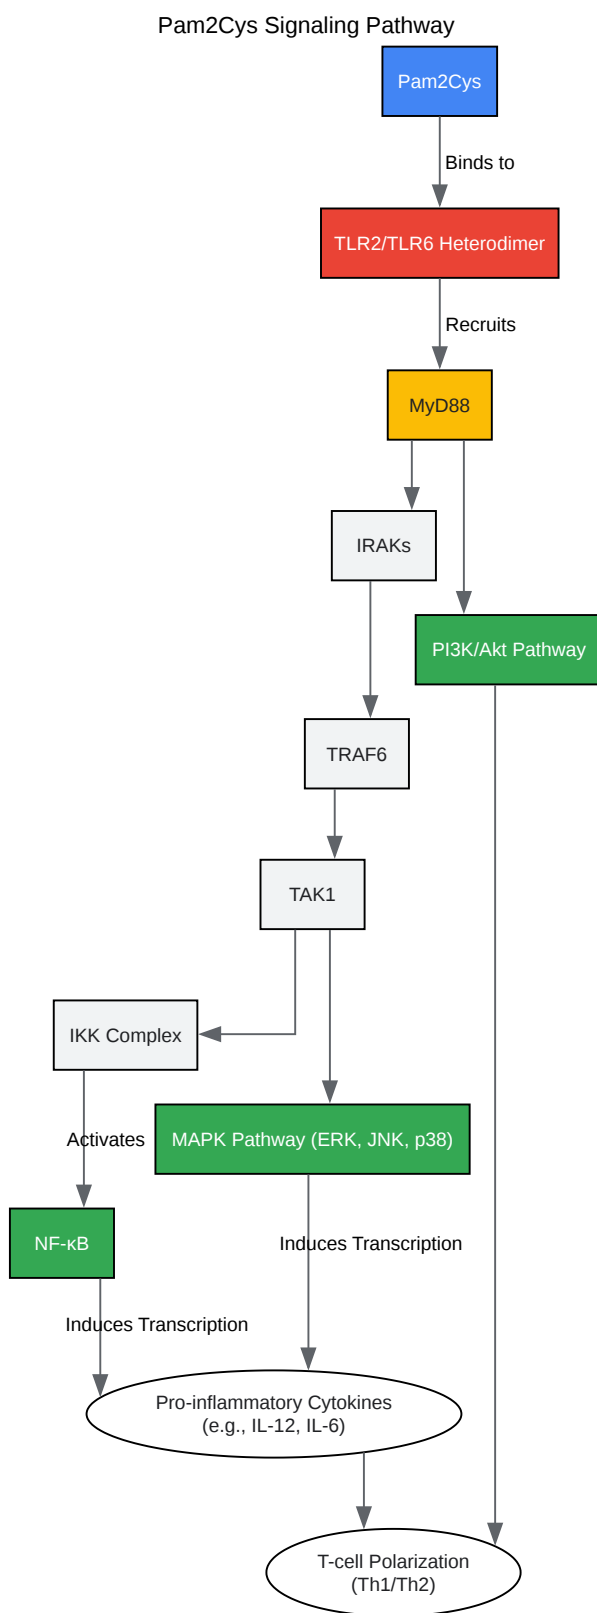 Pam2Cys Signaling Pathway
Pam2Cys
Binds to
TLR2/TLR6 Heterodimer
Recruits
MyD88
IRAKs
PI3K/Akt Pathway
TRAF6
TAK1
IKK Complex
Activates
MAPK Pathway (ERK, JNK, p38)
NF-κB
Induces Transcription
Induces Transcription
Pro-inflammatory Cytokines
(e.g., IL-12, IL-6)
T-cell Polarization
(Th1/Th2)